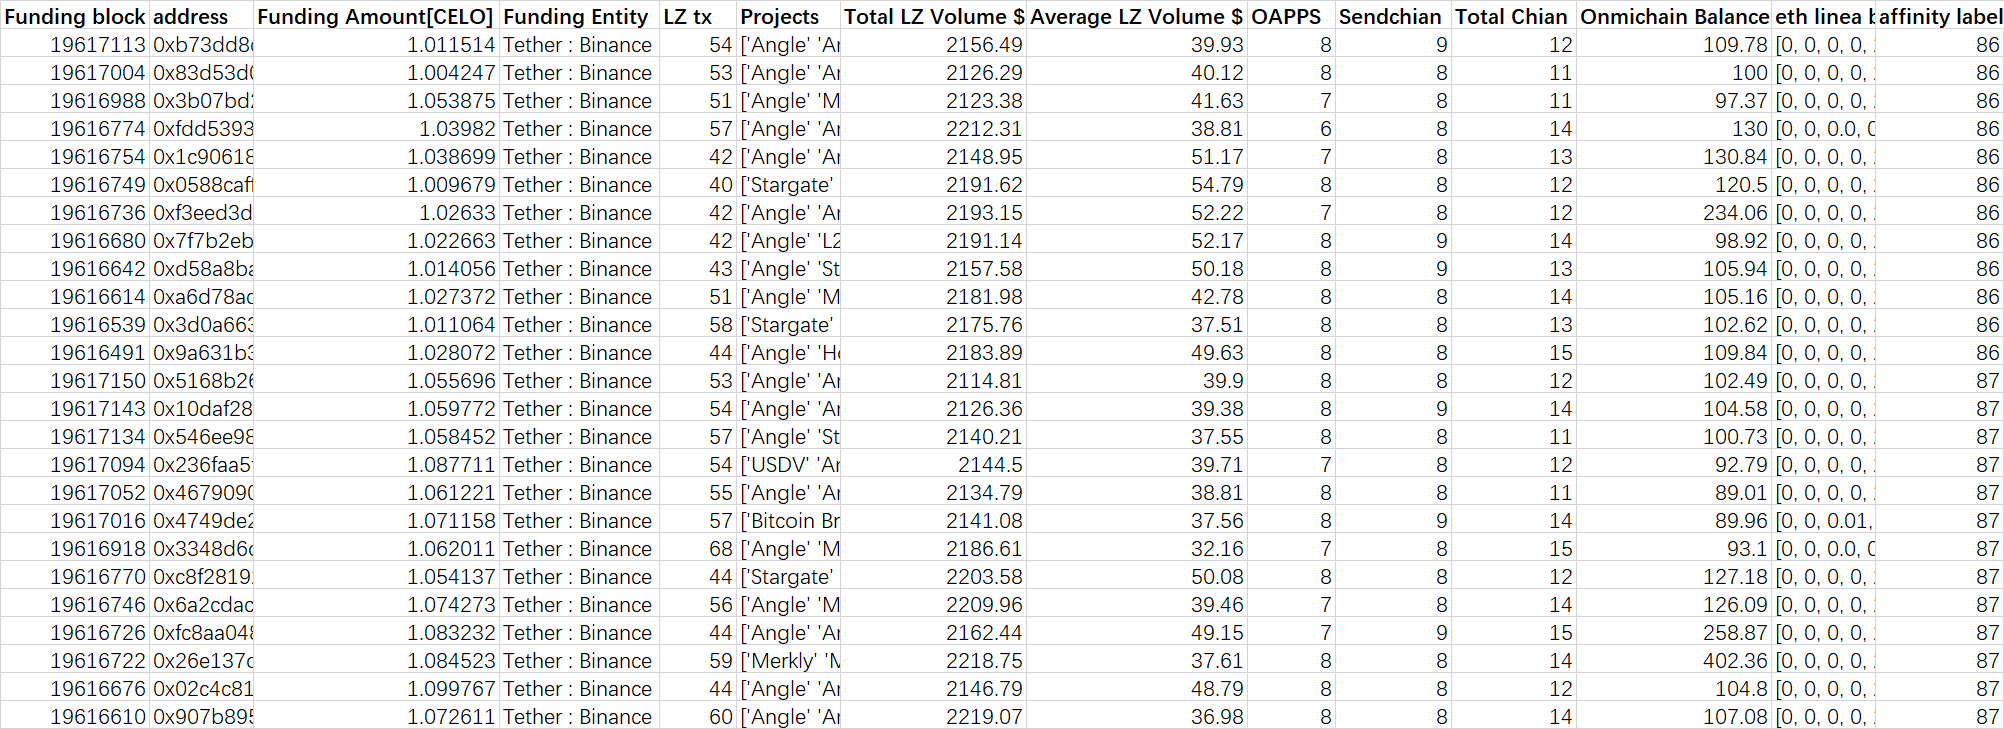 Funding block address Funding Amount[CELO] Funding Entity LZ tx Projects Total LZ Volume $ Average LZ Volume $ OAPPS Sendchian Total Chian Onmichain Balance eth linea b affinity label
19617113 0xb73dd8 1.011514 Tether : Binance 54 ['Angle' 'Ar 2156.49 39.93 8 9 12 109.78 [0, 0, 0, 0, 86
19617004 0x83d53d 1.004247 Tether : Binance 53 ['Angle' 'Ar 2126.29 40.12 8 8 11 100 [0, 0, 0, 0, 86
19616988 0x3b07bd 1.053875 Tether : Binance 51 ['Angle' 'M 2123.38 41.63 7 8 11 97.37 [0, 0, 0, 0, 86
19616774 0xfdd5393 1.03982 Tether : Binance 57 ['Angle' 'Ar 2212.31 38.81 6 8 14 130 [0, 0, 0.0, 0 86
19616754 0x1c90618 1.038699 Tether : Binance 42 ['Angle' 'Ar 2148.95 51.17 7 8 13 130.84 [0, 0, 0, 0, 86
19616749 0x0588caf 1.009679 Tether : Binance 40 ['Stargate' 2191.62 54.79 8 8 12 120.5 [0, 0, 0, 0, 86
19616736 0xf3eed3d 1.02633 Tether : Binance 42 ['Angle' 'Ar 2193.15 52.22 7 8 12 234.06 [0, 0, 0, 0, 86
19616680 0x7f7b2eb 1.022663 Tether : Binance 42 ['Angle' 'L2 2191.14 52.17 8 9 14 98.92 [0, 0, 0, 0, 86
19616642 0xd58a8ba 1.014056 Tether : Binance 43 ['Angle' 'St 2157.58 50.18 8 9 13 105.94 [0, 0, 0, 0, 86
19616614 0xa6d78ac 1.027372 Tether : Binance 51 ['Angle' 'M 2181.98 42.78 8 8 14 105.16 [0, 0, 0, 0, 86
19616539 0x3d0a663 1.011064 Tether : Binance 58 ['Stargate' 2175.76 37.51 8 8 13 102.62 [0, 0, 0, 0, 86
19616491 0x9a631b3 1.028072 Tether : Binance 44 ['Angle' 'He 2183.89 49.63 8 8 15 109.84 [0, 0, 0, 0, 86
19617150 0x5168b26 1.055696 Tether : Binance 53 ['Angle' 'Ar 2114.81 39.9 8 8 12 102.49 [0, 0, 0, 0, 87
19617143 0x10daf28 1.059772 Tether : Binance 54 ['Angle' 'Ar 2126.36 39.38 8 9 14 104.58 [0, 0, 0, 0, 87
19617134 0x546ee98 1.058452 Tether : Binance 57 ['Angle' 'St 2140.21 37.55 8 8 11 100.73 [0, 0, 0, 0, 87
19617094 0x236faa5 1.087711 Tether : Binance 54 ['USDV' 'Ar 2144.5 39.71 7 8 12 92.79 [0, 0, 0, 0, 87
19617052 0x4679090 1.061221 Tether : Binance 55 ['Angle' 'Ar 2134.79 38.81 8 8 11 89.01 [0, 0, 0, 0, 87
19617016 0x4749de2 1.071158 Tether : Binance 57 ['Bitcoin Br 2141.08 37.56 8 9 14 89.96 [0, 0, 0.01, 87
19616918 0x3348d6 1.062011 Tether : Binance 68 ['Angle' 'M 2186.61 32.16 7 8 15 93.1 [0, 0, 0.0, 0 87
19616770 0xc8f2819 1.054137 Tether : Binance 44 ['Stargate' 2203.58 50.08 8 8 12 127.18 [0, 0, 0, 0, 87
19616746 0x6a2cdac 1.074273 Tether : Binance 56 ['Angle' 'M 2209.96 39.46 7 8 14 126.09 [0, 0, 0, 0, 87
19616726 0xfc8aa048 1.083232 Tether : Binance 44 ['Angle' 'Ar 2162.44 49.15 7 9 15 258.87 [0, 0, 0, 0, 87
19616722 0x26e137c 1.084523 Tether : Binance 59 ['Merkly' 'M 2218.75 37.61 8 8 14 402.36 [0, 0, 0, 0, 87
19616676 0x02c4c81 1.099767 Tether : Binance 44 ['Angle' 'Ar 2146.79 48.79 8 8 12 104.8 [0, 0, 0, 0, 87
19616610 0x907b895 1.072611 Tether : Binance 60 ['Angle' 'Ar 2219.07 36.98 8 8 14 107.08 [0, 0, 0, 0, 87